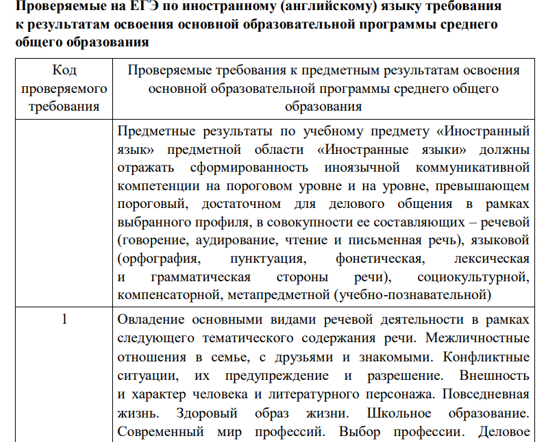 Проверяемые на ЕГЭ по иностранному (английскому) языку требования
к результатам освоения основной образовательной программы среднего
общего образования
Код
проверяемого
требования
Проверяемые требования к предметным результатам освоения
основной образовательной программы среднего общего
образования
Предметные результаты по учебному предмету «Иностранный
язык» предметной области «Иностранные языки» должны
отражать сформированность иноязычной коммуникативной
компетенции на пороговом уровне и на уровне, превышающем
пороговый, достаточном для делового общения в рамках
выбранного профиля, в совокупности ее составляющих – речевой
(говорение, аудирование, чтение и письменная речь), языковой
(орфография, пунктуация, фонетическая, лексическая
и грамматическая стороны речи), социокультурной,
компенсаторной, метапредметной (учебно-познавательной)
1
Овладение основными видами речевой деятельности в рамках
следующего тематического содержания речи. Межличностные
отношения в семье, с друзьями и знакомыми. Конфликтные
ситуации, их предупреждение и разрешение. Внешность
и характер человека и литературного персонажа. Повседневная
жизнь. Здоровый образ жизни. Школьное образование.
Современный мир профессий. Выбор профессии. Деловое